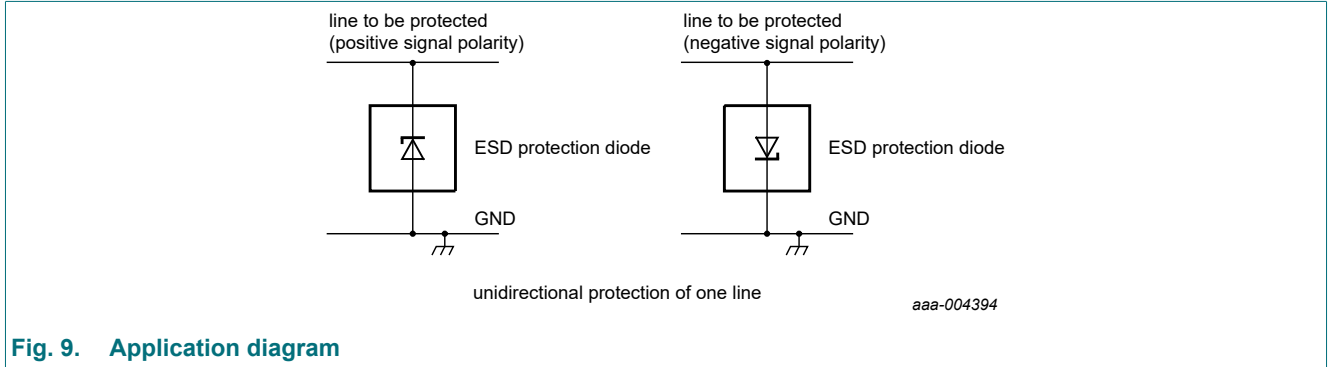 line to be protected
(positive signal polarity)
line to be protected
(negative signal polarity)
ESD protection diode
ESD protection diode
GND
GND
unidirectional protection of one line
aaa-004394
Fig. 9. Application diagram